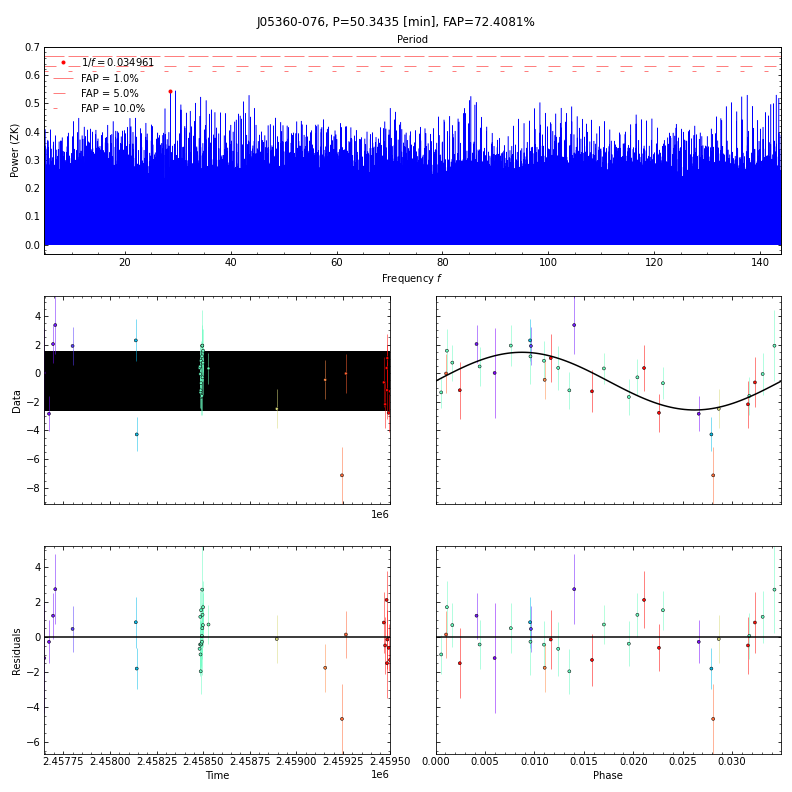 J05360-076, P=50.3435 [min], FAP=72.4081%
Period
0.7
0.6
0.5
0.4
0.3
0.2
0.1
0.0
Power (ZK)
1/f = 0.034961
FAP = 1.0%
FAP = 5.0%
FAP = 10.0%
20 40 60 80 100 120 140
Frequency f
4
2
0
−2
−4
−6
−8
Data
1e6
4
2
0
−2
−4
−6
Residuals
2.45775 2.45800 2.45825 2.45850 2.45875 2.45900 2.45925 2.45950
Time
1e6
0.000 0.005 0.010 0.015 0.020 0.025 0.030
Phase